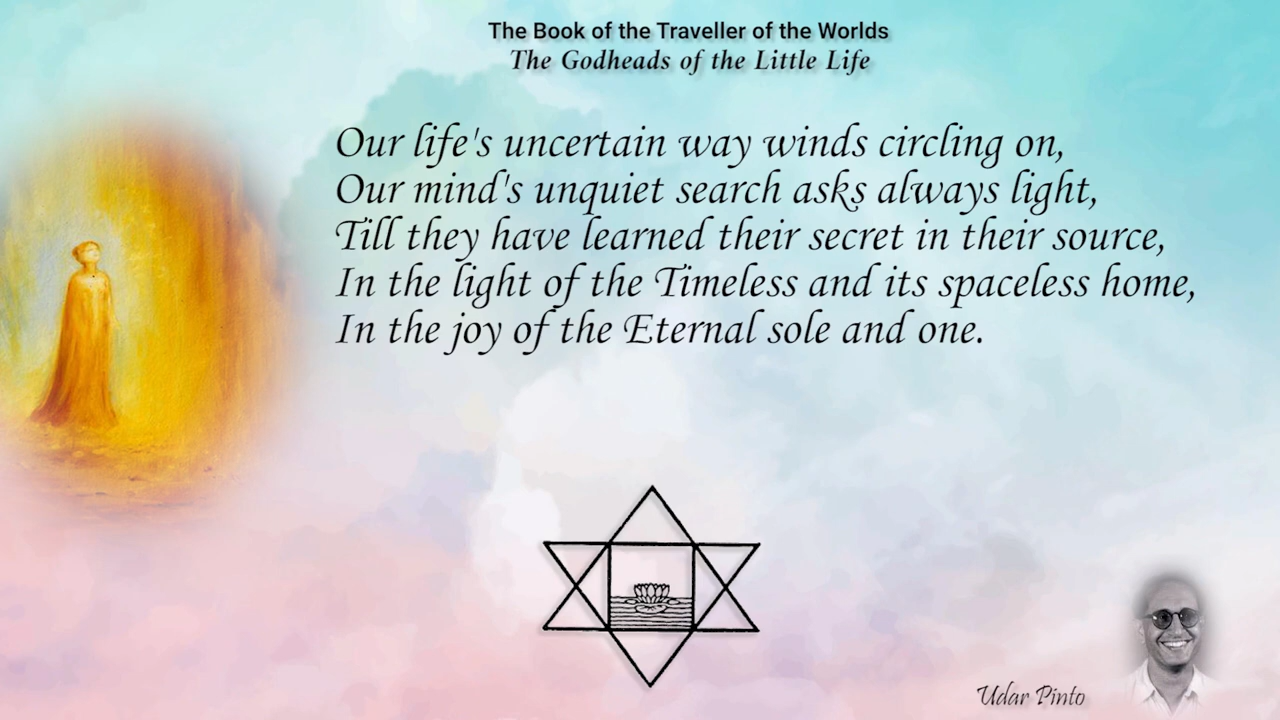 The Book of the Traveller of the Worlds
The Godheads of the Little Life
Our life's uncertain way winds circling on,
Our mind's unquiet search asks always light,
Till they have learned their secret in their source,
In the light of the Timeless and its spaceless home,
In the joy of the Eternal sole and one.
Udar Pinto